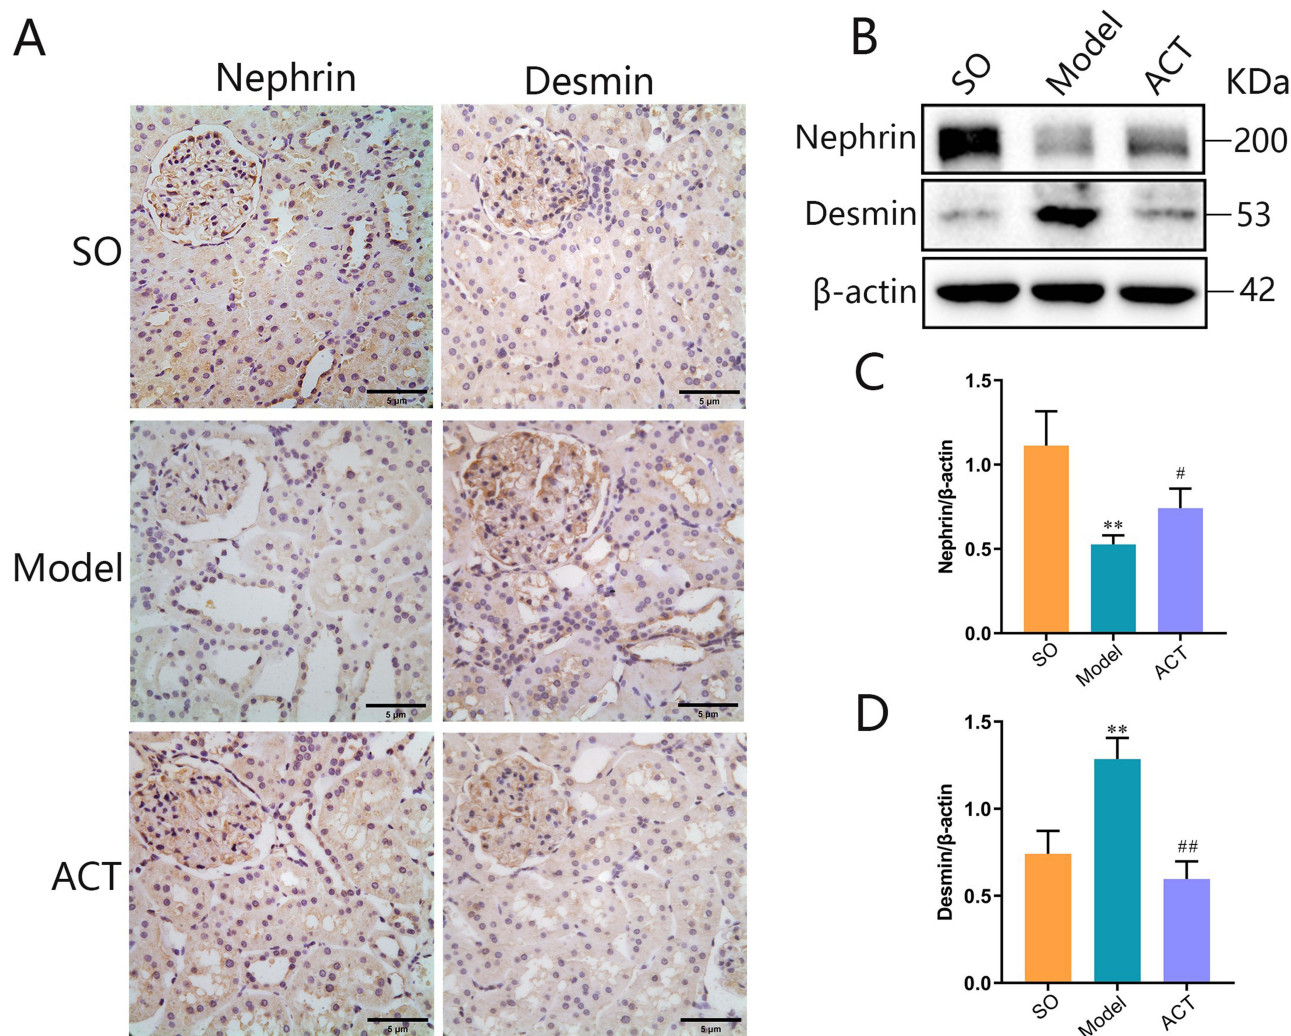 A
Nephrin
Desmin
SO
5 μm
5 μm
Model
5 μm
5 μm
ACT
5 μm
5 μm
B
SO
Model
ACT
KDa
Nephrin
200
Desmin
53
β-actin
42
C
Nephrin/β-actin
1.5
1.0
0.5
0.0
**
#
SO
Model
ACT
D
Desmin/β-actin
1.5
1.0
0.5
0.0
**
##
SO
Model
ACT